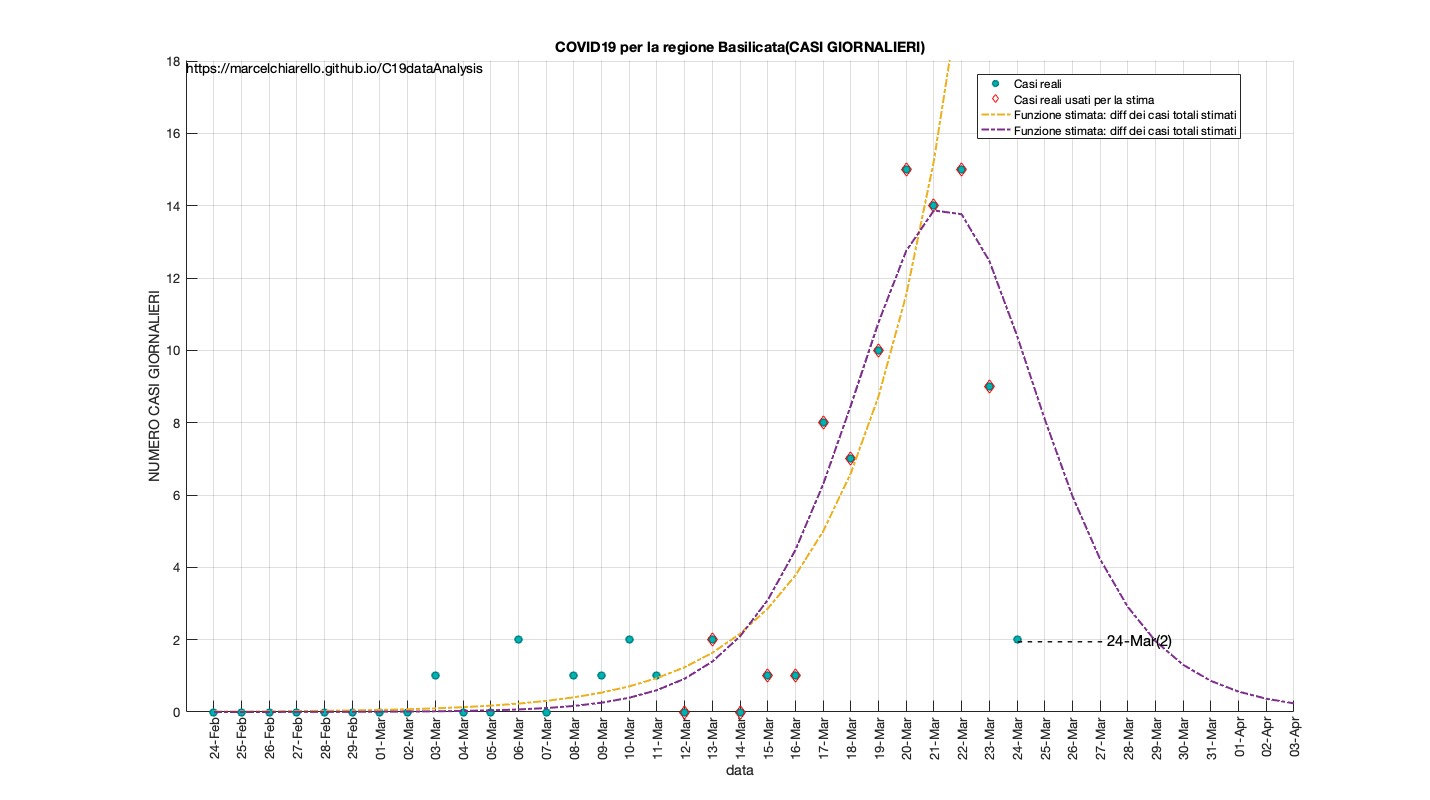 COVID19 per la regione Basilicata(CASI GIORNALIERI)
https://marcelchiarello.github.io/C19dataAnalysis
Casi reali
Casi reali usati per la stima
Funzione stimata: diff dei casi totali stimati
Funzione stimata: diff dei casi totali stimati
NUMERO CASI GIORNALIERI
18
16
14
12
10
8
6
4
2
0
24-Mar(2)
24-Feb
25-Feb
26-Feb
27-Feb
28-Feb
29-Feb
01-Mar
02-Mar
03-Mar
04-Mar
05-Mar
06-Mar
07-Mar
08-Mar
09-Mar
10-Mar
11-Mar
12-Mar
13-Mar
14-Mar
15-Mar
16-Mar
17-Mar
18-Mar
19-Mar
20-Mar
21-Mar
22-Mar
23-Mar
24-Mar
25-Mar
26-Mar
27-Mar
28-Mar
29-Mar
30-Mar
31-Mar
01-Apr
02-Apr
03-Apr
data